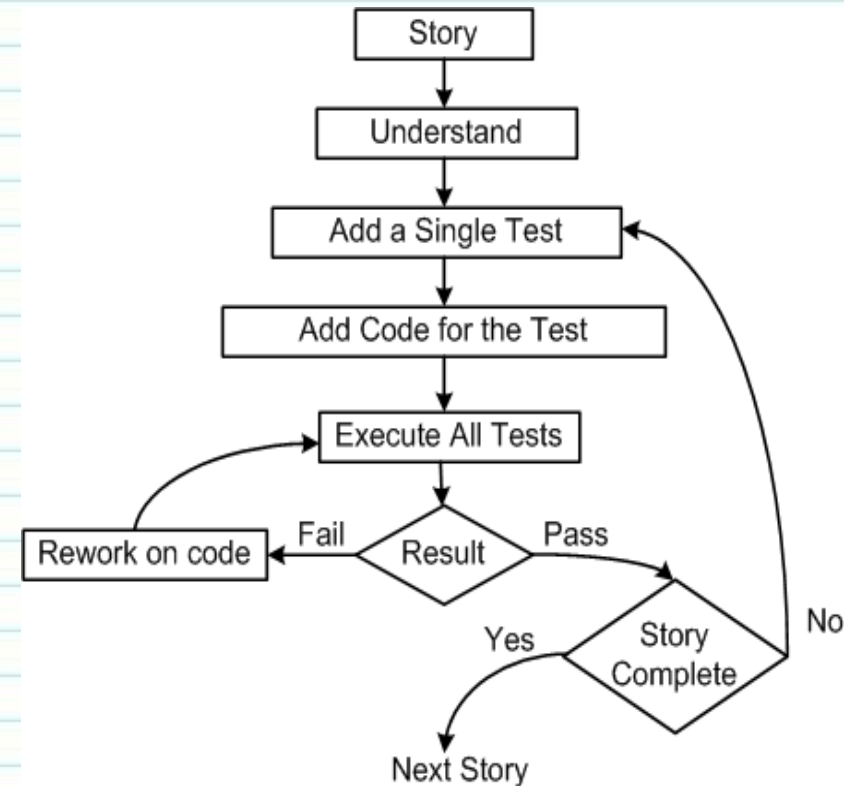 Story
Understand
Add a Single Test
Add Code for the Test
Execute All Tests
Rework on code
Fail
Result
Pass
Yes
Story
Complete
No
Next Story